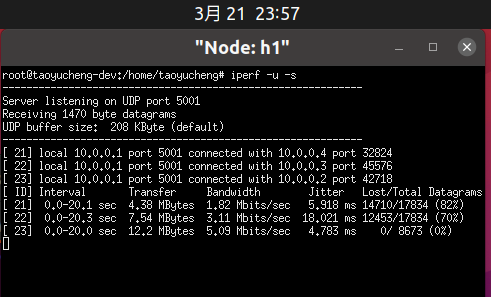 3月 21 23:57
"Node: h1"
root@taoyucheng-dev:/home/taoyucheng# iperf -u -s
------------------------------------------------------------
Server listening on UDP port 5001
Receiving 1470 byte datagrams
UDP buffer size:  208 KByte (default)
------------------------------------------------------------
[ 21] local 10.0.0.1 port 5001 connected with 10.0.0.4 port 32824
[ 22] local 10.0.0.1 port 5001 connected with 10.0.0.3 port 45576
[ 23] local 10.0.0.1 port 5001 connected with 10.0.0.2 port 42718
[ ID] Interval       Transfer     Bandwidth        Jitter   Lost/Total Datagrams
[ 21]  0.0-20.1 sec  4.38 MBytes  1.82 Mbits/sec   5.918 ms 14710/17834 (82%)
[ 22]  0.0-20.3 sec  7.54 MBytes  3.11 Mbits/sec  18.021 ms 12453/17834 (70%)
[ 23]  0.0-20.0 sec  12.2 MBytes  5.09 Mbits/sec   4.783 ms    0/ 8673 (0%)